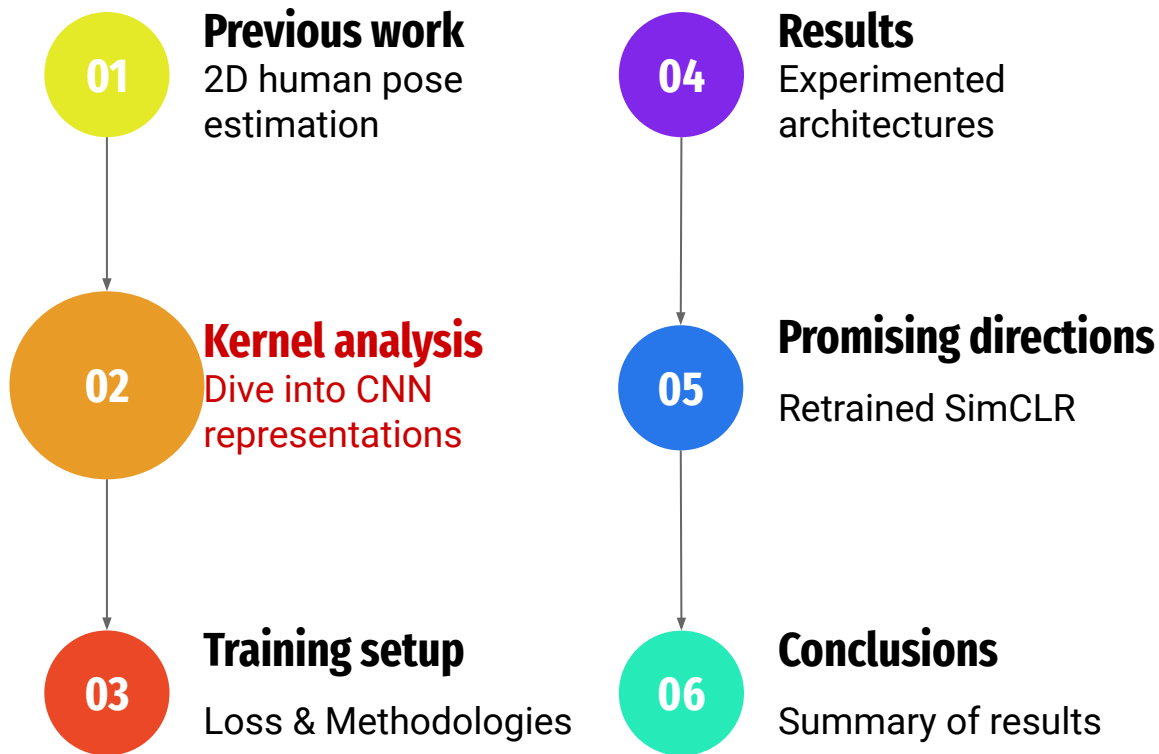 01
Previous work
2D human pose
estimation
02
Kernel analysis
Dive into CNN
representations
03
Training setup
Loss & Methodologies
04
Results
Experimented
architectures
05
Promising directions
Retrained SimCLR
06
Conclusions
Summary of results